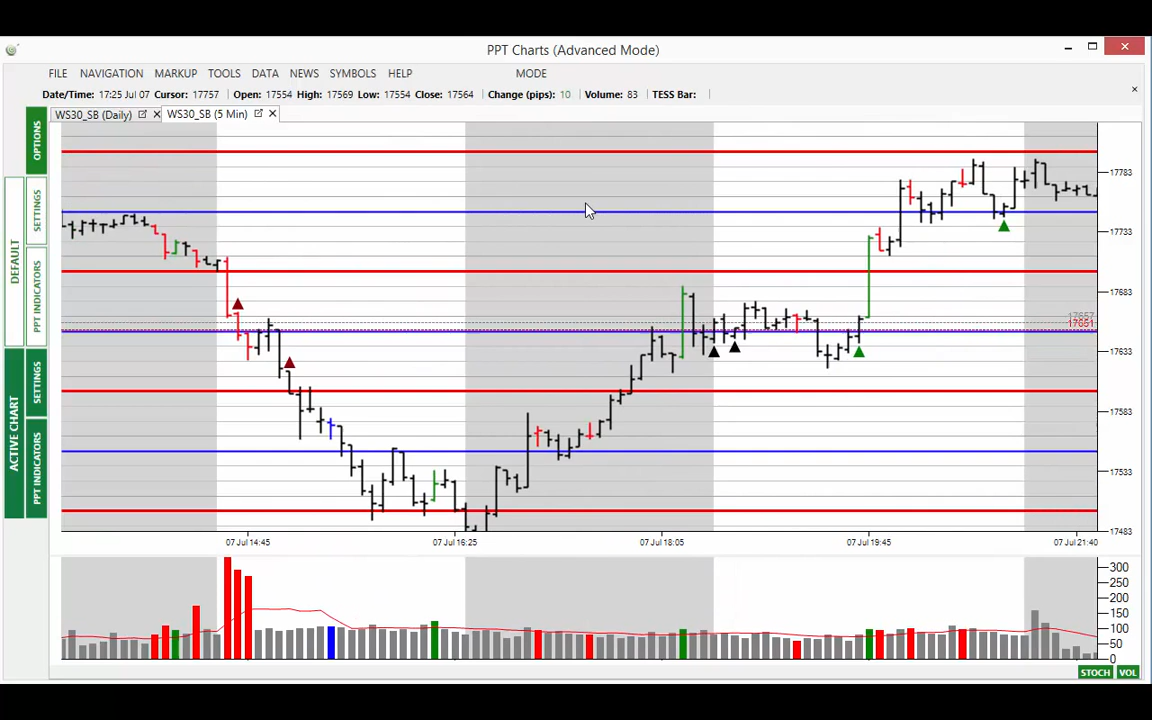 PPT Charts (Advanced Mode)
FILE NAVIGATION MARKUP TOOLS DATA NEWS SYMBOLS HELP MODE
Date/Time: 17:25 Jul 07 Cursor: 17757 Open: 17554 High: 17569 Low: 17554 Close: 17564 Change (pips): 10 Volume: 83 TESS Bar:
WS30_SB (Daily) WS30_SB (5 Min)
OPTIONS
DEFAULT
SETTINGS
PPT INDICATORS
ACTIVE CHART
SETTINGS
PPT INDICATORS
17783
17733
17683
17657
17651
17633
17583
17533
17483
07 Jul 14:45 07 Jul 16:25 07 Jul 18:05 07 Jul 19:45 07 Jul 21:40
300
250
200
150
100
50
0
STOCH VOL